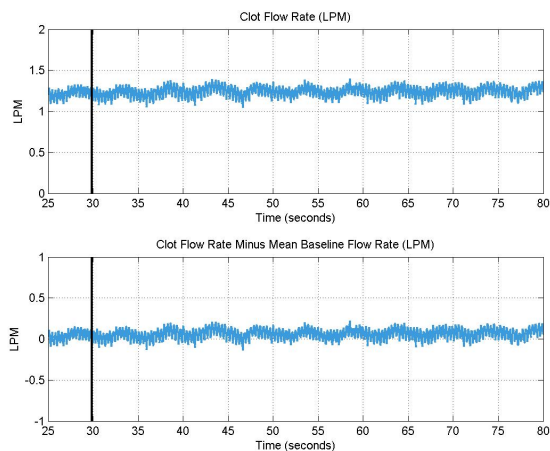 Clot Flow Rate (LPM)
2
1.5
1
0.5
0
LPM
25 30 35 40 45 50 55 60 65 70 75 80
Time (seconds)
Clot Flow Rate Minus Mean Baseline Flow Rate (LPM)
1
0.5
0
-0.5
-1
LPM
25 30 35 40 45 50 55 60 65 70 75 80
Time (seconds)